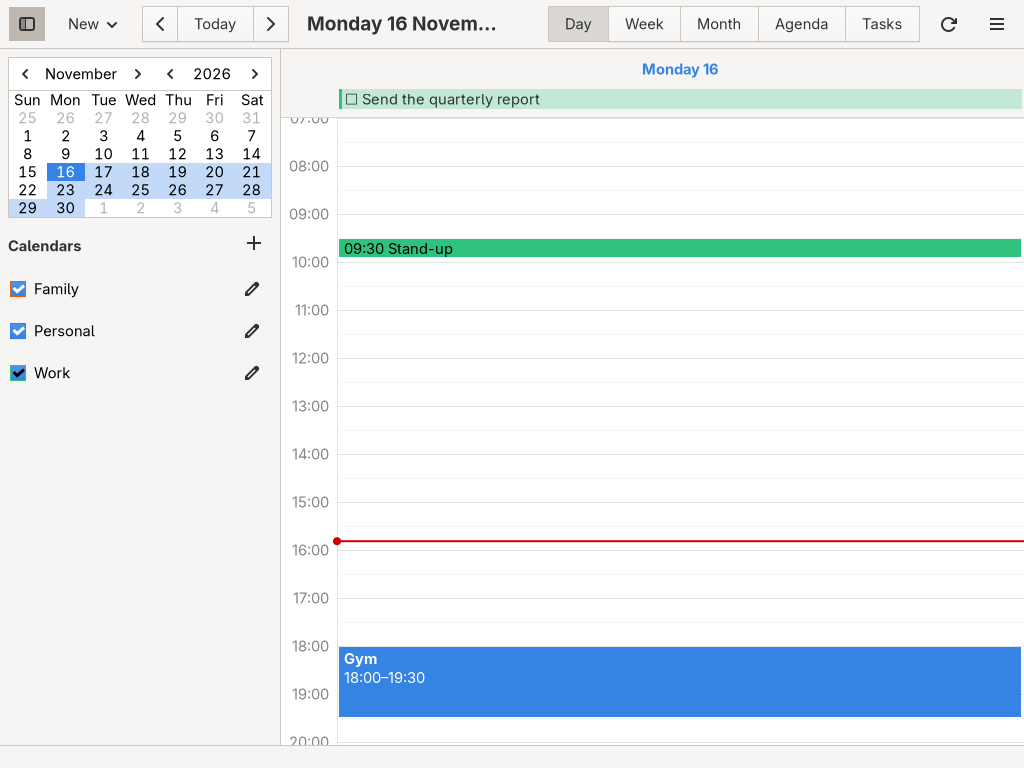 New
Today
Monday 16 Novem…
Day
Week
Month
Agenda
Tasks
November
2026
Sun Mon Tue Wed Thu Fri Sat
25 26 27 28 29 30 31
1 2 3 4 5 6 7
8 9 10 11 12 13 14
15 16 17 18 19 20 21
22 23 24 25 26 27 28
29 30 1 2 3 4 5
Calendars
Family
Personal
Work
Monday 16
Send the quarterly report
07:00
08:00
09:00
09:30 Stand-up
10:00
11:00
12:00
13:00
14:00
15:00
16:00
17:00
18:00
Gym
18:00–19:30
19:00
20:00